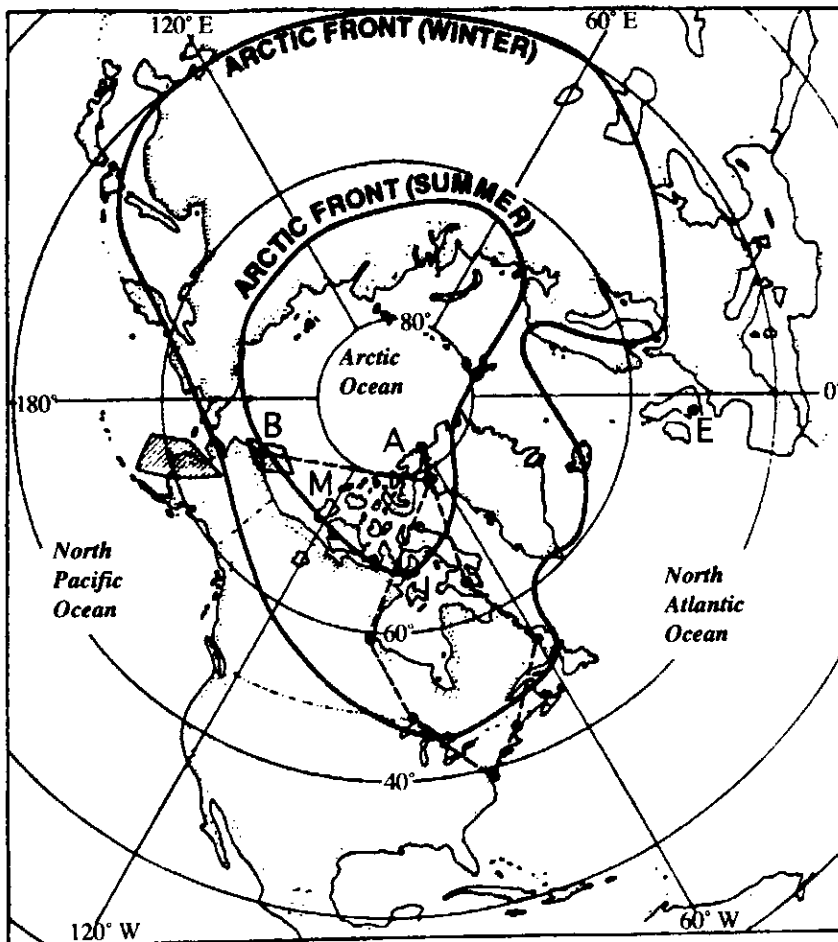 120° E
60° E
ARCTIC FRONT (WINTER)
ARCTIC FRONT (SUMMER)
80°
Arctic
Ocean
180°
0°
B
A
E
M
North
Pacific
Ocean
J
North
Atlantic
Ocean
60°
40°
120° W
60° W